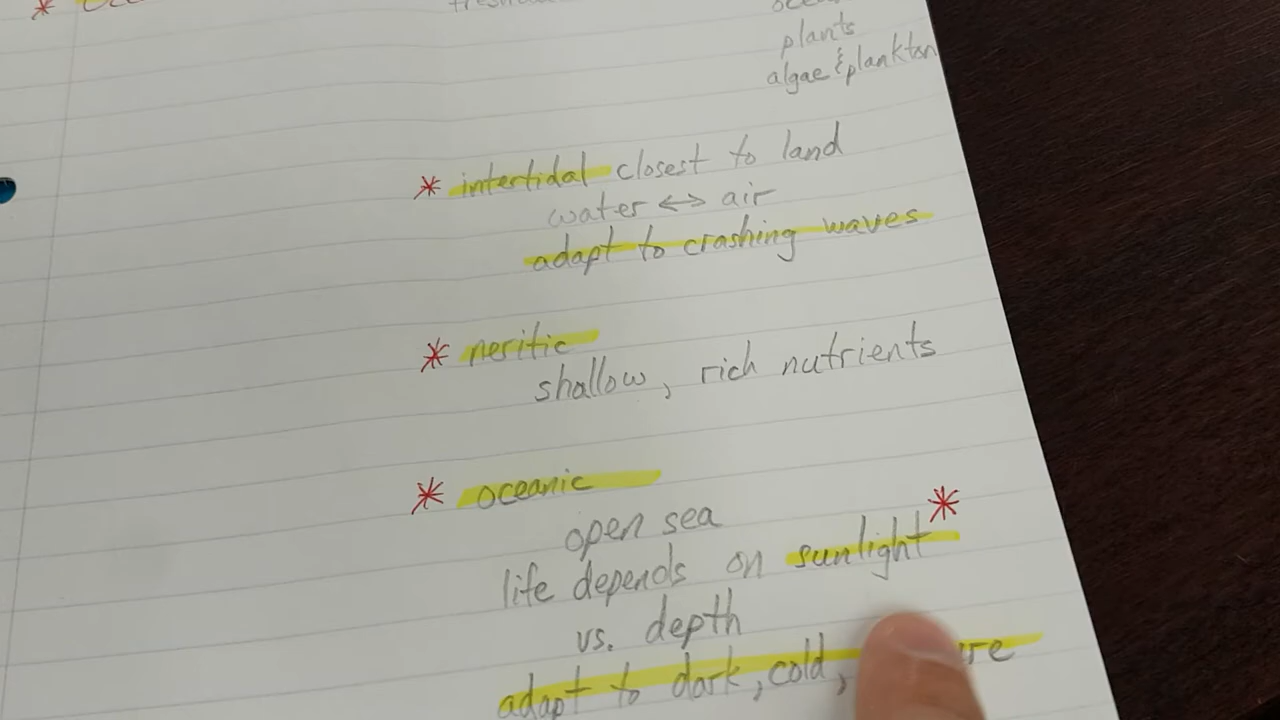 plants
algae & plankton
* intertidal closest to land
water ↔ air
adapt to crashing waves
* neritic
shallow, rich nutrients
* oceanic
open sea
life depends on sunlight *
vs. depth
adapt to dark, cold,